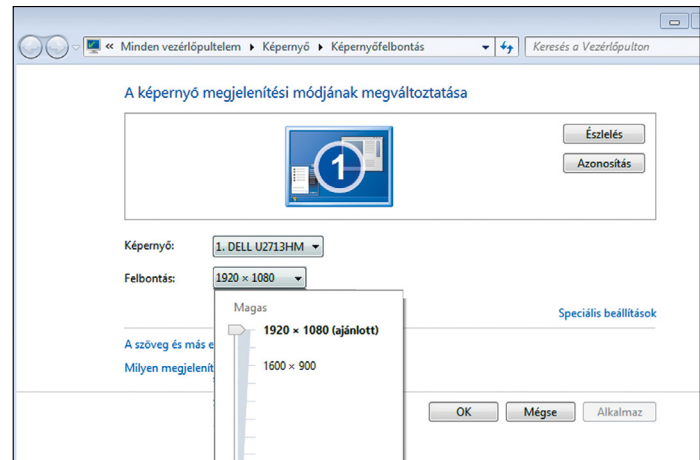 « Minden vezérlőpultelem ▸ Képernyő ▸ Képernyőfelbontás
Keresés a Vezérlőpulton
A képernyő megjelenítési módjának megváltoztatása
1
Észlelés
Azonosítás
Képernyő: 1. DELL U2713HM
Felbontás: 1920 × 1080
Magas
1920 × 1080 (ajánlott)
1600 × 900
Speciális beállítások
A szöveg és más e
Milyen megjelenít
OK Mégse Alkalmaz